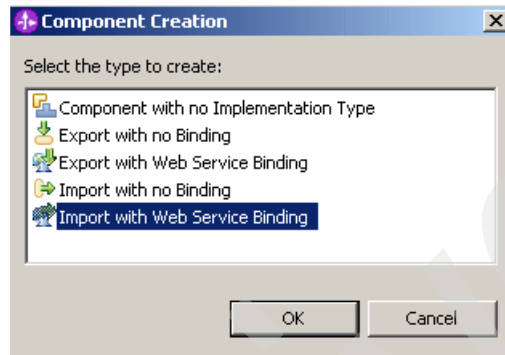 Component Creation
Select the type to create:
Component with no Implementation Type
Export with no Binding
Export with Web Service Binding
Import with no Binding
Import with Web Service Binding
OK Cancel